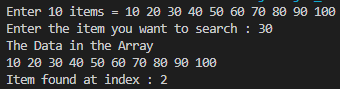 Enter 10 items = 10 20 30 40 50 60 70 80 90 100
Enter the item you want to search : 30
The Data in the Array
10 20 30 40 50 60 70 80 90 100
Item found at index : 2